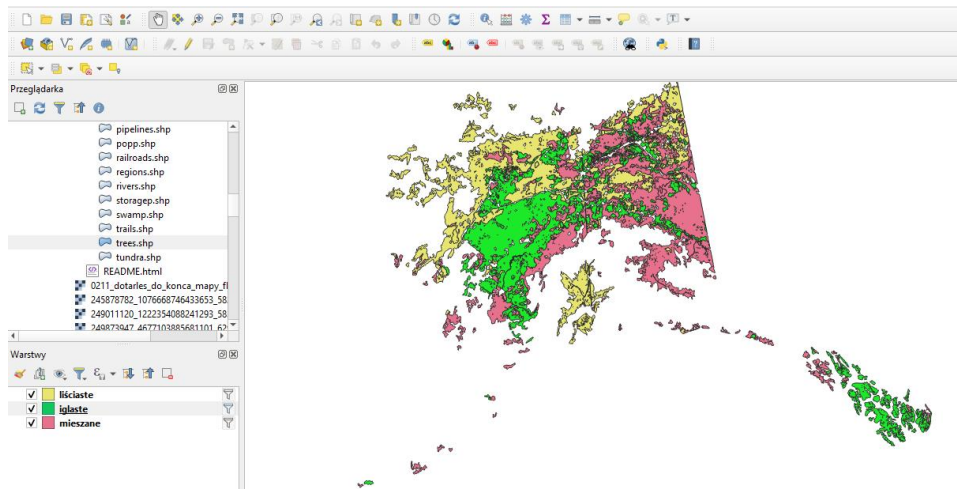 Przeglądarka
pipelines.shp
popp.shp
railroads.shp
regions.shp
rivers.shp
storagep.shp
swamp.shp
trails.shp
trees.shp
tundra.shp
README.html
0211_dotarles_do_konca_mapy_fl
245878782_1076668746433653_58
249011120_1222354088241293_58
249873947_4677103885681101_62
Warstwy
liściaste
iglaste
mieszane